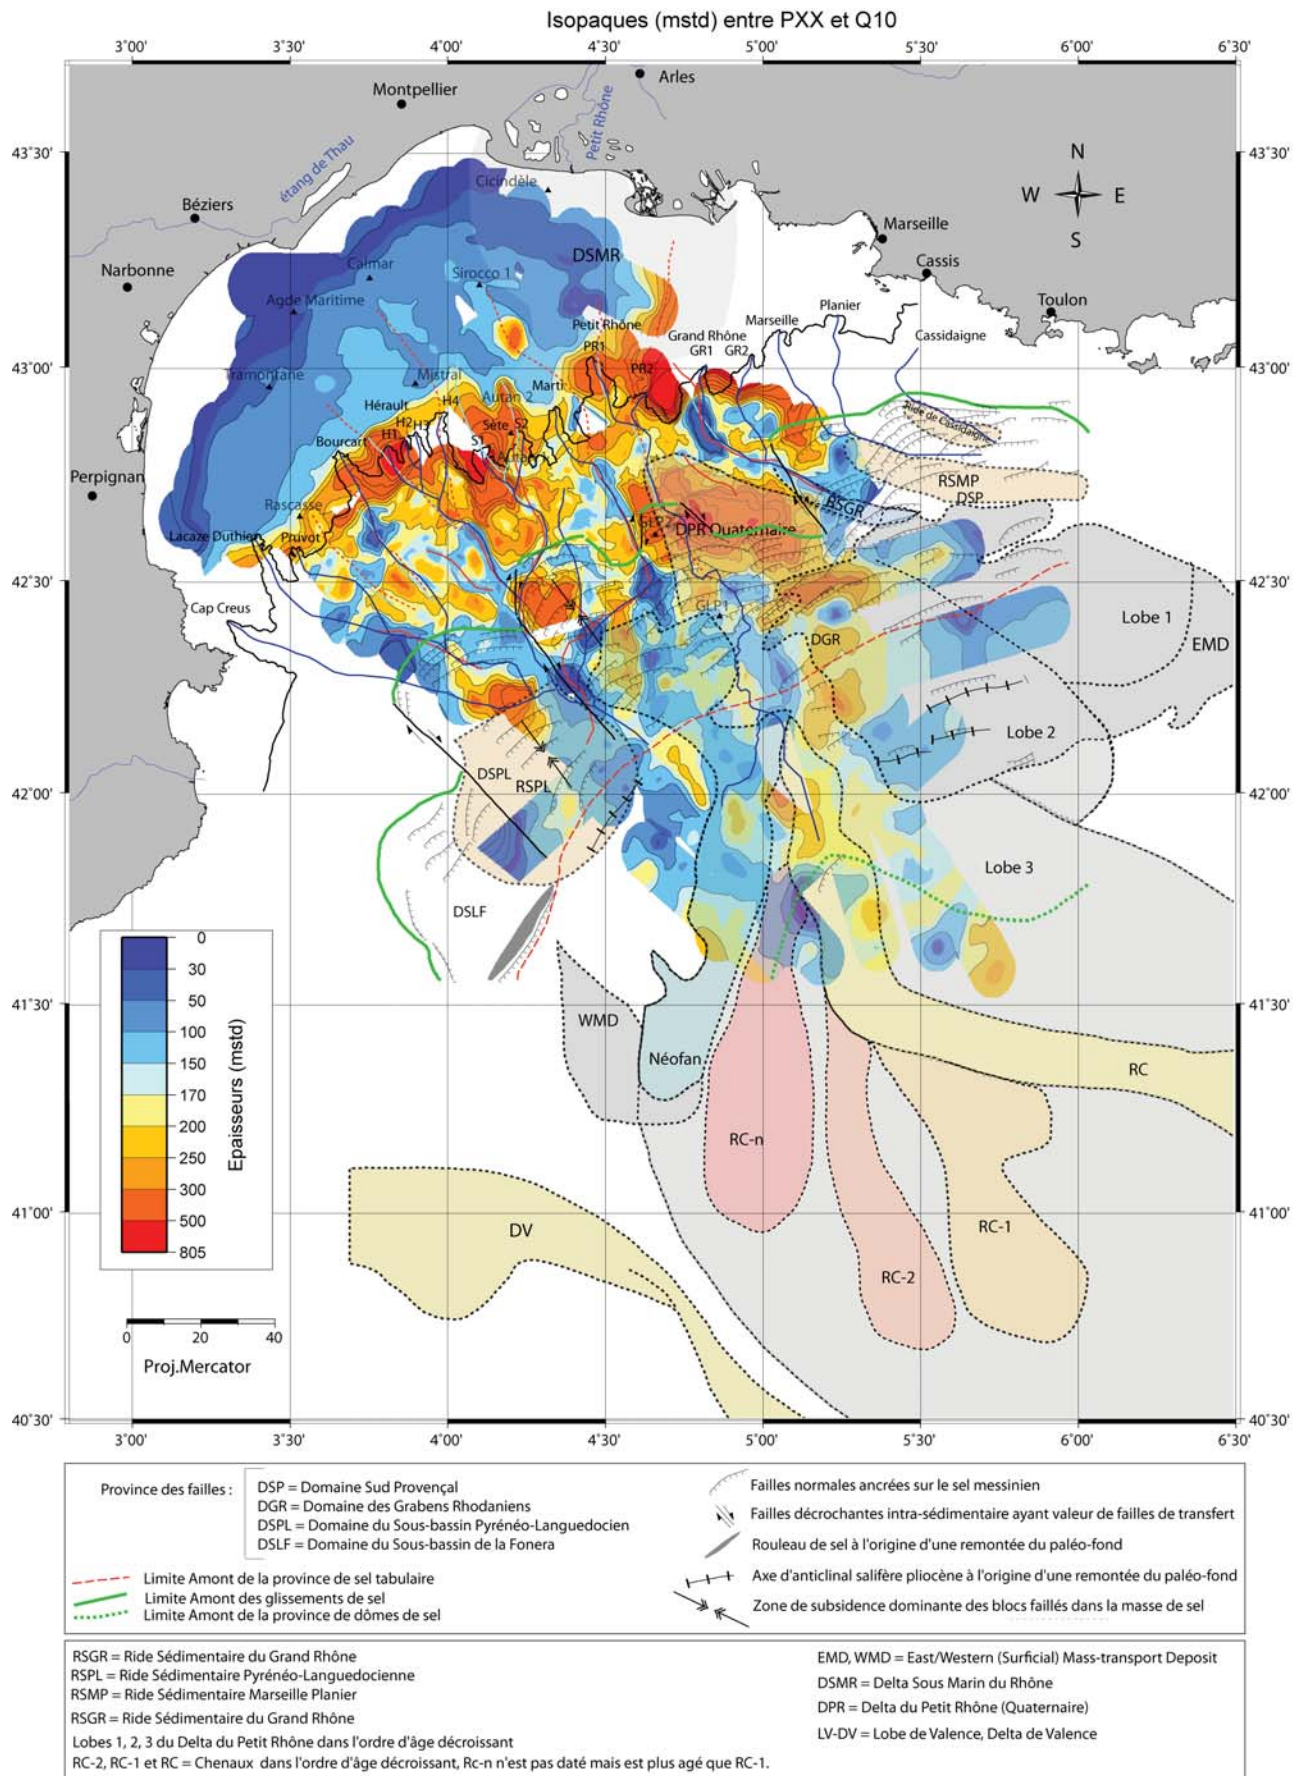 Isopaques (mstd) entre PXX et Q10
3°00' 3°30' 4°00' 4°30' 5°00' 5°30' 6°00' 6°30'
Arles
Montpellier
Petit Rhône
43°30' 43°30'
étang de Thau
Cicindèle
N
W E
S
Béziers
Marseille
DSMR
Narbonne
Calmar
Sirocco 1
Cassis
Agde Maritime
Planier
Toulon
Petit Rhône
Marseille
PR1
Grand Rhône
GR1
GR2
Cassidaigne
43°00' 43°00'
Tramontane
Mistral
PR2
Marti
Autan 2
Hérault
H4
H2
H3
H1
Sète
S2
S1
Bourcart
Autan 1
Ride de Cassidaigne
Perpignan
RSMP
DSP
Rascasse
RSGR
GLP2
DPR Quaternaire
Lacaze Duthier
Pruvot
42°30' 42°30'
Cap Creus
GLP1
Lobe 1
EMD
DGR
Lobe 2
DSPL
RSPL
42°00' 42°00'
Lobe 3
DSLF
0
30
50
100
150
170
200
250
300
500
805
Epaisseurs (mstd)
41°30' 41°30'
WMD
Néofan
RC
RC-n
41°00' 41°00'
DV
RC-1
RC-2
0 20 40
Proj.Mercator
40°30' 40°30'
3°00' 3°30' 4°00' 4°30' 5°00' 5°30' 6°00' 6°30'
Province des failles :
DSP = Domaine Sud Provençal
DGR = Domaine des Grabens Rhodaniens
DSPL = Domaine du Sous-bassin Pyrénéo-Languedocien
DSLF = Domaine du Sous-bassin de la Fonera
Limite Amont de la province de sel tabulaire
Limite Amont des glissements de sel
Limite Amont de la province de dômes de sel
Failles normales ancrées sur le sel messinien
Failles décrochantes intra-sédimentaire ayant valeur de failles de transfert
Rouleau de sel à l'origine d'une remontée du paléo-fond
Axe d'anticlinal salifère pliocène à l'origine d'une remontée du paléo-fond
Zone de subsidence dominante des blocs faillés dans la masse de sel
RSGR = Ride Sédimentaire du Grand Rhône
RSPL = Ride Sédimentaire Pyrénéo-Languedocienne
RSMP = Ride Sédimentaire Marseille Planier
RSGR = Ride Sédimentaire du Grand Rhône
Lobes 1, 2, 3 du Delta du Petit Rhône dans l'ordre d'âge décroissant
RC-2, RC-1 et RC = Chenaux dans l'ordre d'âge décroissant, Rc-n n'est pas daté mais est plus agé que RC-1.
EMD, WMD = East/Western (Surficial) Mass-transport Deposit
DSMR = Delta Sous Marin du Rhône
DPR = Delta du Petit Rhône (Quaternaire)
LV-DV = Lobe de Valence, Delta de Valence